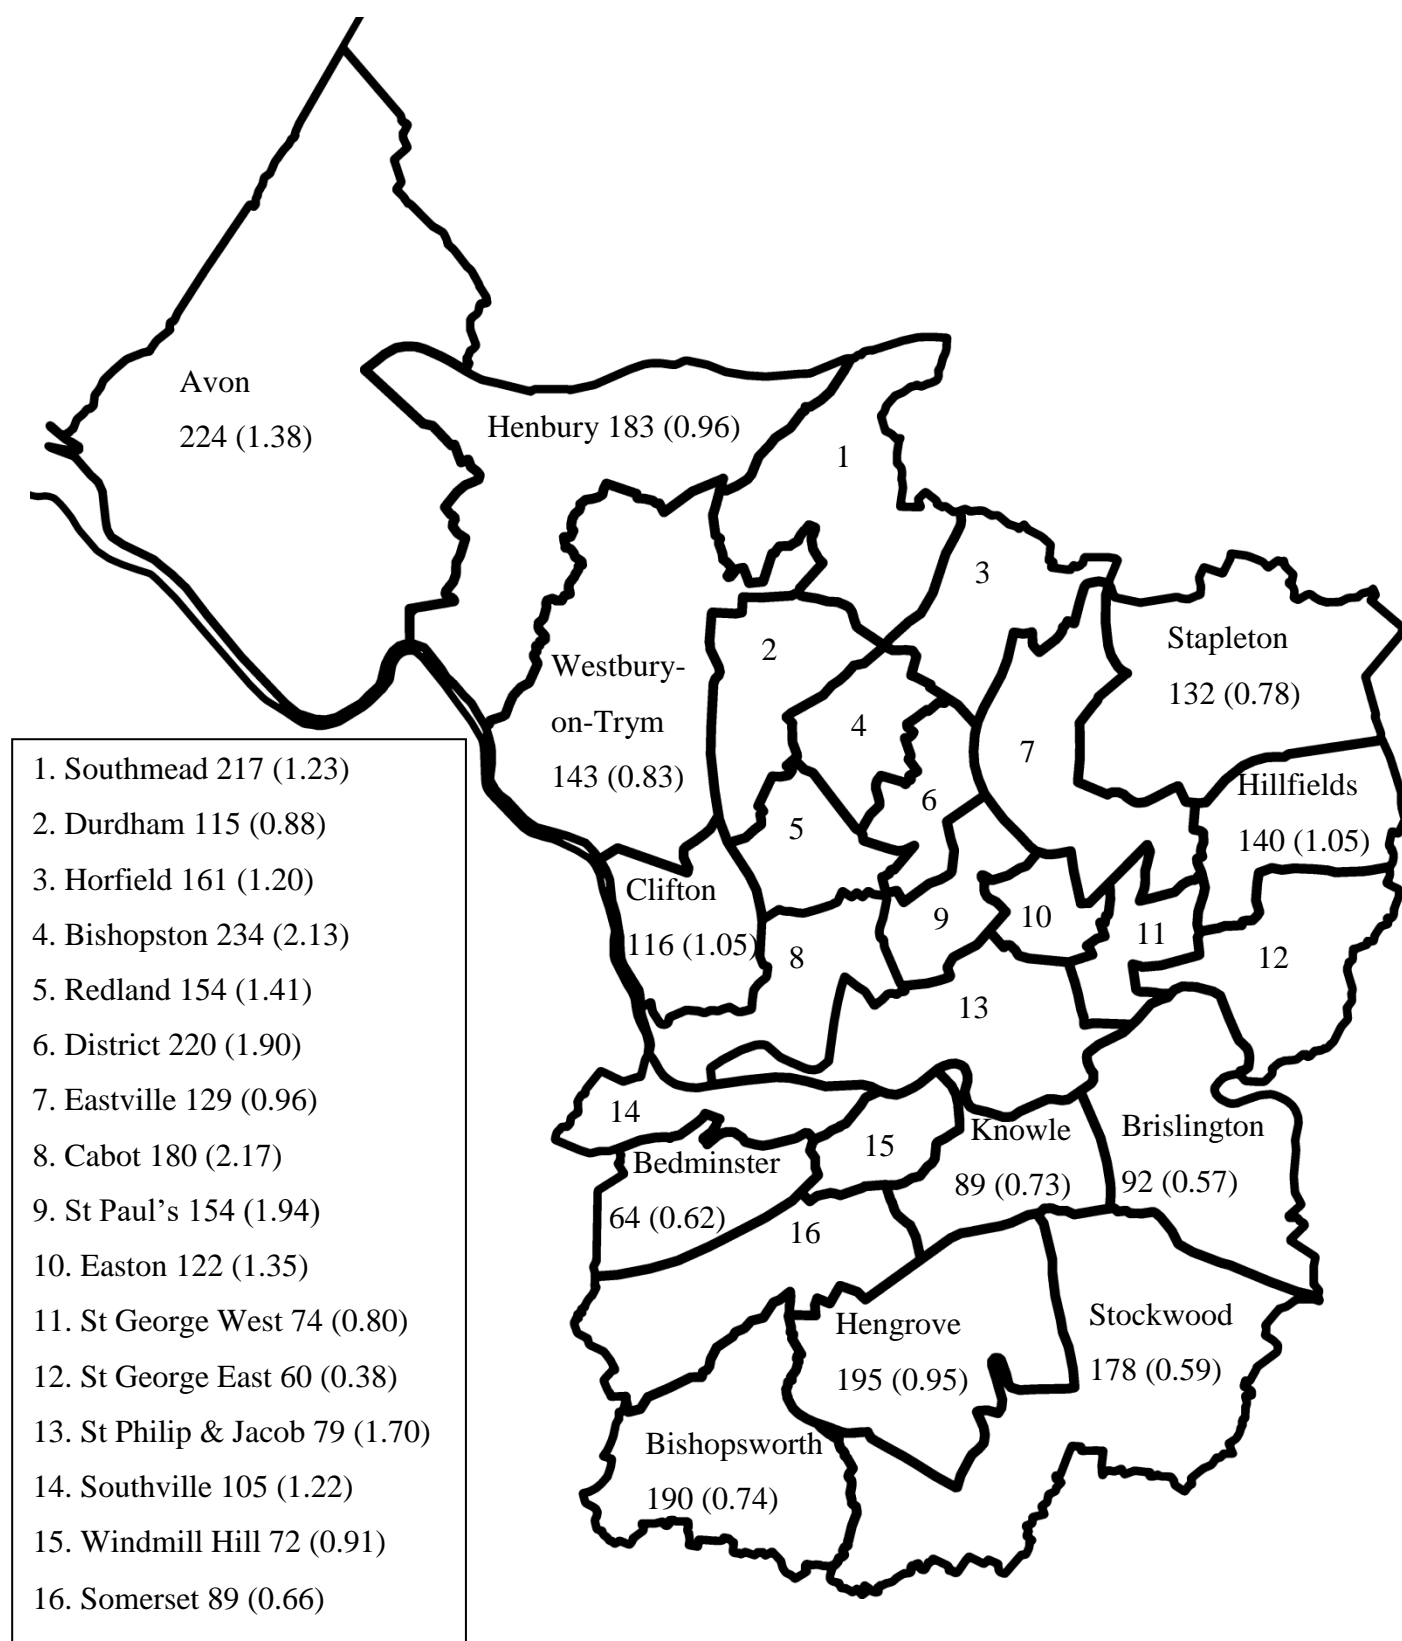 Avon
224 (1.38)
Henbury 183 (0.96)
1
3
2
Stapleton
132 (0.78)
Westbury-
on-Trym
143 (0.83)
4
7
Hillfields
140 (1.05)
6
5
Clifton
116 (1.05)
9
10
11
8
12
13
14
15
Knowle
89 (0.73)
Brislington
92 (0.57)
Bedminster
64 (0.62)
16
Hengrove
195 (0.95)
Stockwood
178 (0.59)
Bishopsworth
190 (0.74)
1. Southmead 217 (1.23)
2. Durdham 115 (0.88)
3. Horfield 161 (1.20)
4. Bishopston 234 (2.13)
5. Redland 154 (1.41)
6. District 220 (1.90)
7. Eastville 129 (0.96)
8. Cabot 180 (2.17)
9. St Paul’s 154 (1.94)
10. Easton 122 (1.35)
11. St George West 74 (0.80)
12. St George East 60 (0.38)
13. St Philip & Jacob 79 (1.70)
14. Southville 105 (1.22)
15. Windmill Hill 72 (0.91)
16. Somerset 89 (0.66)